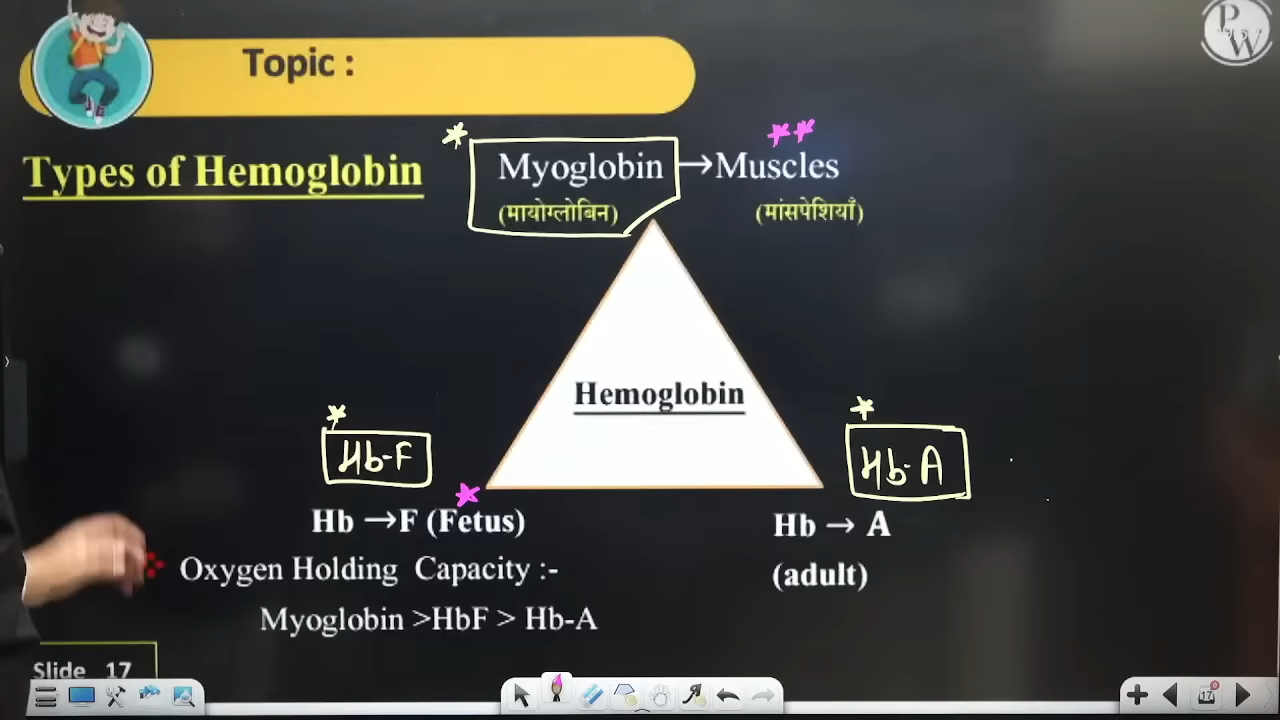 PW
Topic :
Types of Hemoglobin
Myoglobin →Muscles
(मायोग्लोबिन) (मांसपेशियाँ)
Hemoglobin
Hb-F
Hb-A
Hb →F (Fetus)
Hb → A
(adult)
Oxygen Holding Capacity :-
Myoglobin >HbF > Hb-A
Slide 17
17